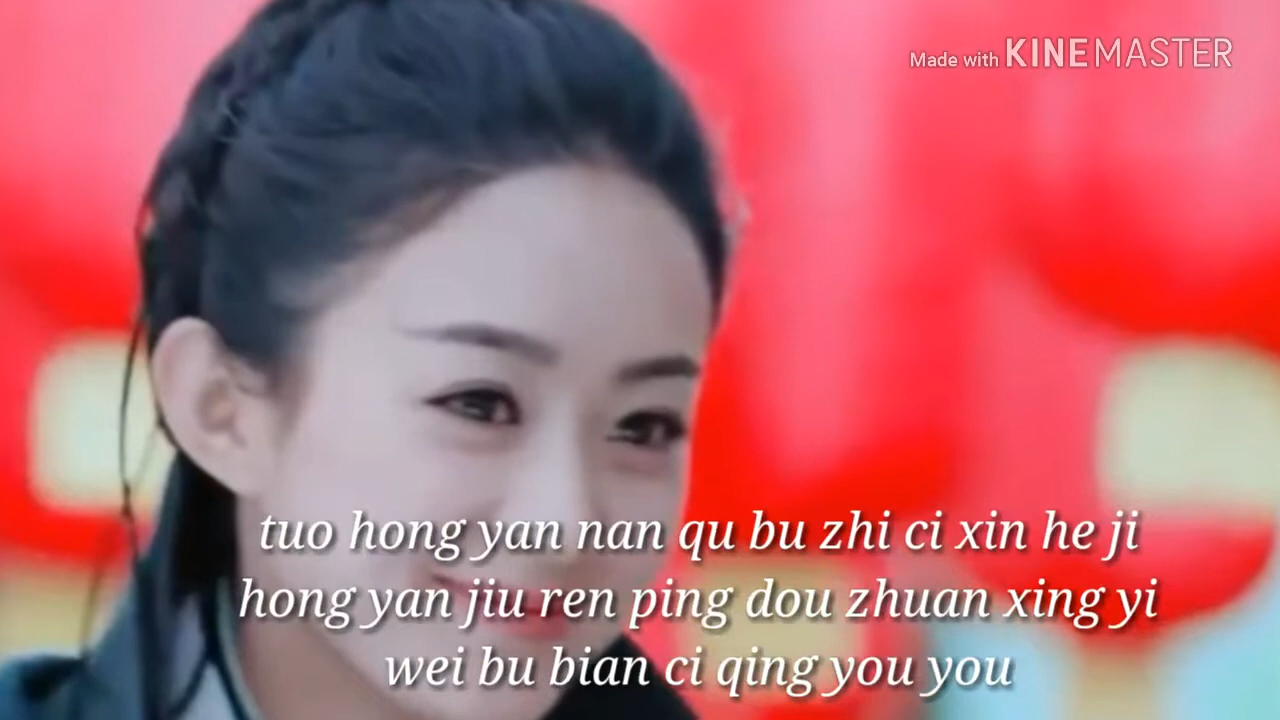 Made with KINEMASTER
tuo hong yan nan qu bu zhi ci xin he ji
hong yan jiu ren ping dou zhuan xing yi
wei bu bian ci qing you you